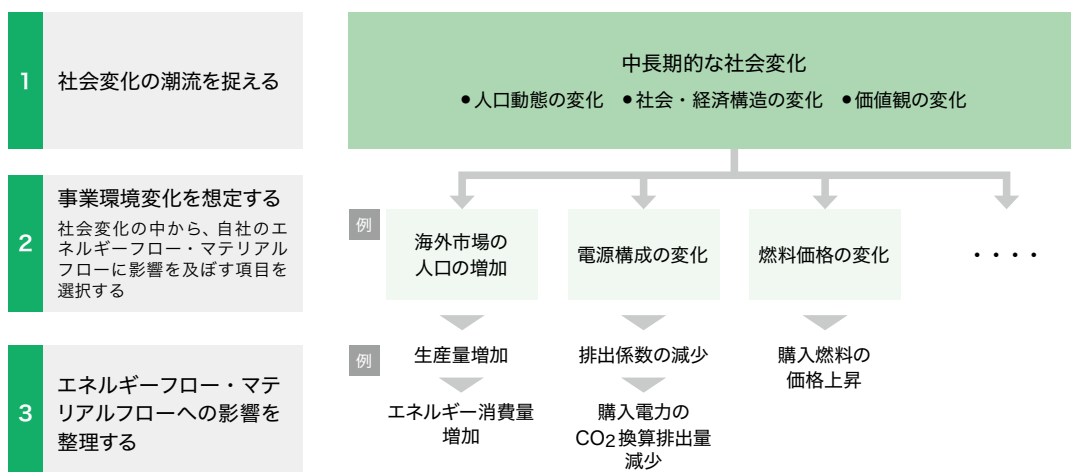 1
社会変化の潮流を捉える
中長期的な社会変化
●人口動態の変化 ●社会・経済構造の変化 ●価値観の変化
2
事業環境変化を想定する
社会変化の中から、自社のエ
ネルギーフロー・マテリアル
フローに影響を及ぼす項目を
選択する
例
海外市場の
人口の増加
電源構成の変化
燃料価格の変化
・・・・
3
エネルギーフロー・マテ
リアルフローへの影響を
整理する
例
生産量増加
エネルギー消費量
増加
排出係数の減少
購入電力の
CO2換算排出量
減少
購入燃料の
価格上昇